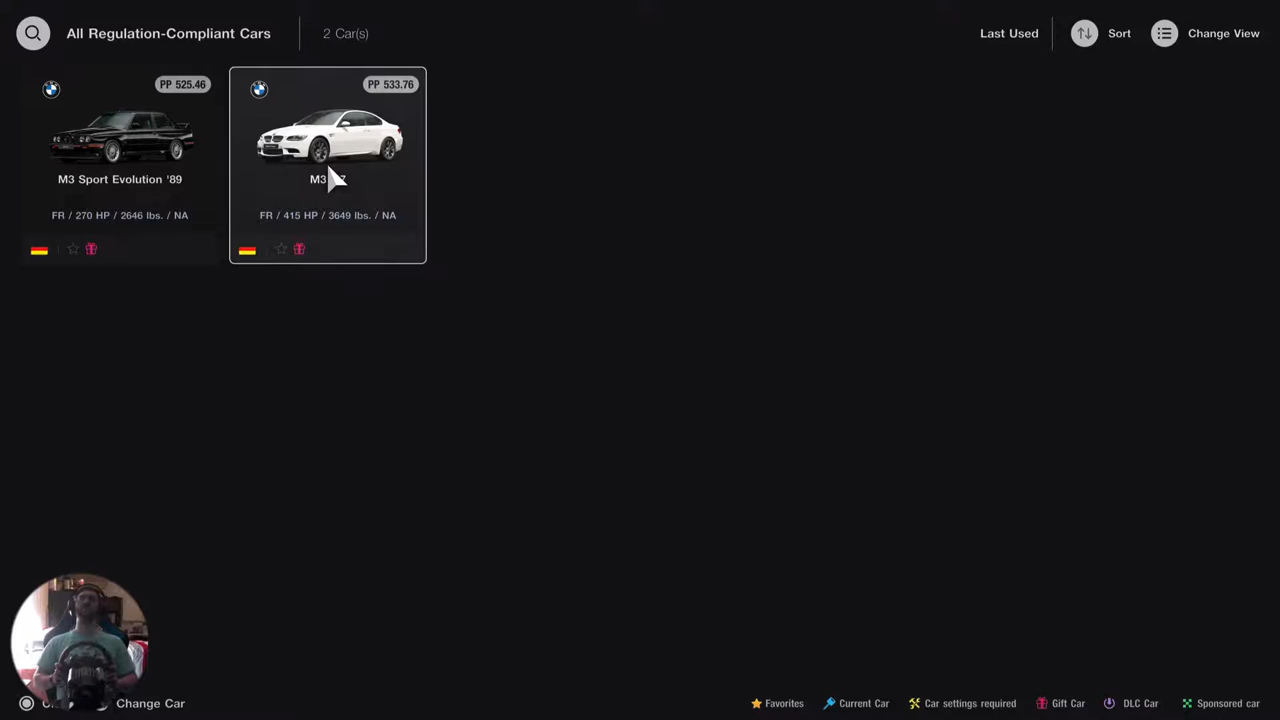 All Regulation-Compliant Cars
2 Car(s)
Last Used
Sort
Change View
PP 525.46
M3 Sport Evolution '89
FR / 270 HP / 2646 lbs. / NA
PP 533.76
M3
FR / 415 HP / 3649 lbs. / NA
Change Car
Favorites
Current Car
Car settings required
Gift Car
DLC Car
Sponsored car